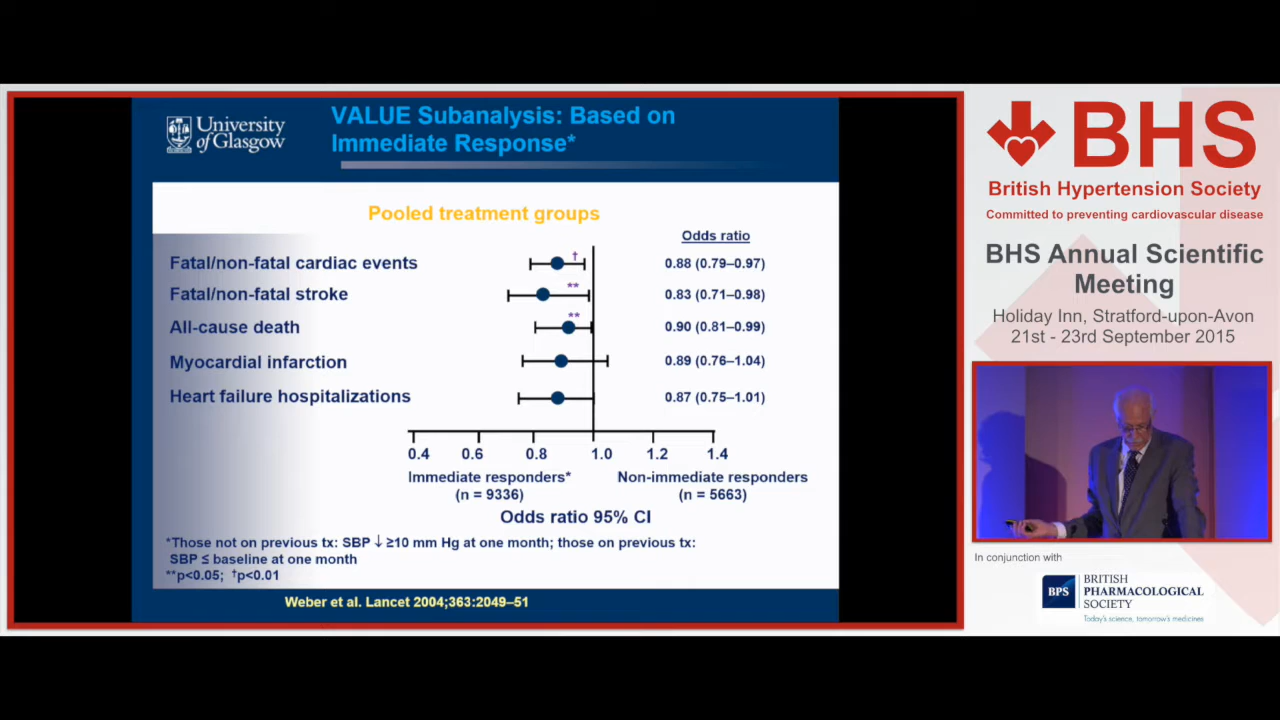 University
of Glasgow
VALUE Subanalysis: Based on
Immediate Response*
Pooled treatment groups
Odds ratio
Fatal/non-fatal cardiac events
†
0.88 (0.79–0.97)
Fatal/non-fatal stroke
**
0.83 (0.71–0.98)
All-cause death
**
0.90 (0.81–0.99)
Myocardial infarction
0.89 (0.76–1.04)
Heart failure hospitalizations
0.87 (0.75–1.01)
0.4 0.6 0.8 1.0 1.2 1.4
Immediate responders*
(n = 9336)
Non-immediate responders
(n = 5663)
Odds ratio 95% CI
*Those not on previous tx: SBP ↓ ≥10 mm Hg at one month; those on previous tx:
SBP ≤ baseline at one month
**p<0.05; †p<0.01
Weber et al. Lancet 2004;363:2049–51
BHS
British Hypertension Society
Committed to preventing cardiovascular disease
BHS Annual Scientific
Meeting
Holiday Inn, Stratford-upon-Avon
21st - 23rd September 2015
In conjunction with
BPS
BRITISH
PHARMACOLOGICAL
SOCIETY
Today's science, tomorrow's medicines